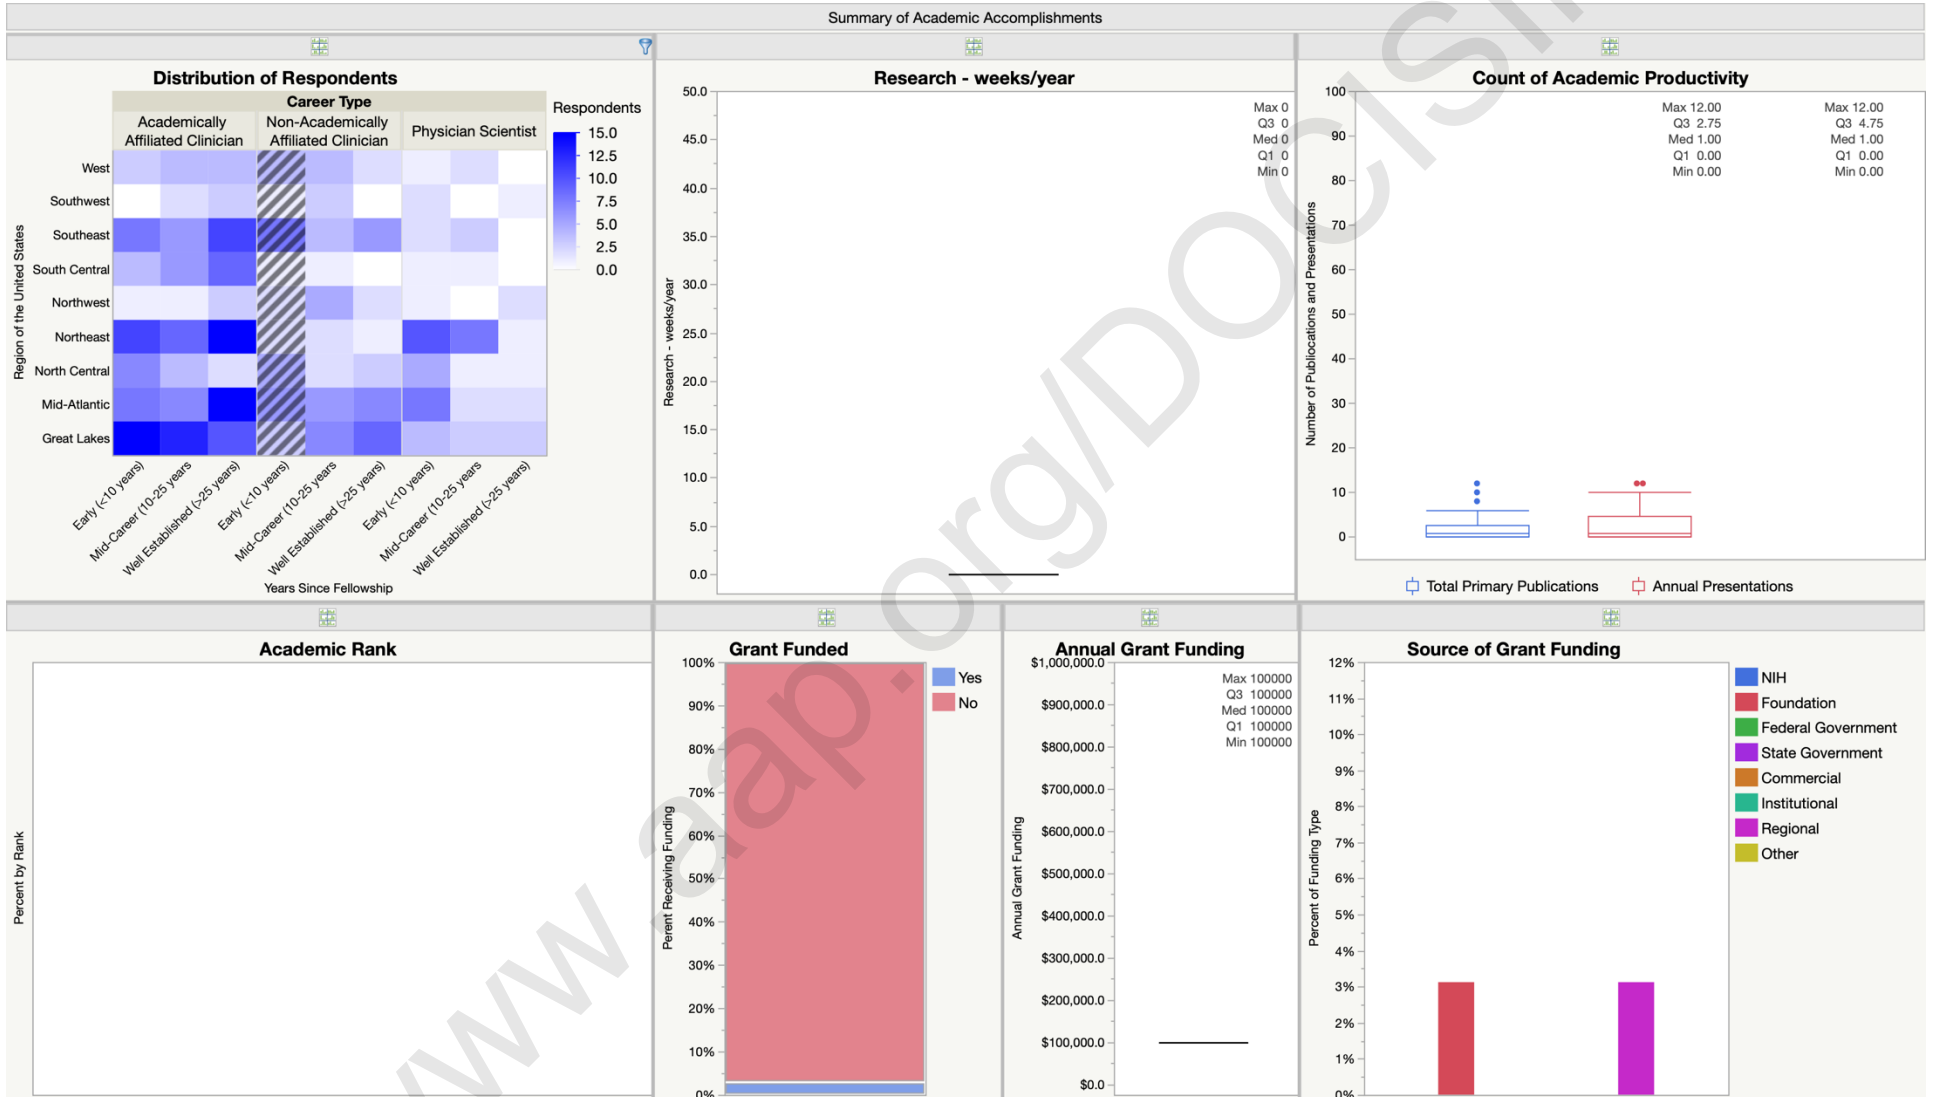 Summary of Academic Accomplishments
Distribution of Respondents
Career Type
Academically
Affiliated Clinician
Non-Academically
Affiliated Clinician
Physician Scientist
Respondents
15.0
12.5
10.0
7.5
5.0
2.5
0.0
Region of the United States
West
Southwest
Southeast
South Central
Northwest
Northeast
North Central
Mid-Atlantic
Great Lakes
Early (<10 years)
Mid-Career (10-25 years
Well Established (>25 years)
Early (<10 years)
Mid-Career (10-25 years
Well Established (>25 years)
Early (<10 years)
Mid-Career (10-25 years
Well Established (>25 years)
Years Since Fellowship
Research - weeks/year
Research - weeks/year
50.0
45.0
40.0
35.0
30.0
25.0
20.0
15.0
10.0
5.0
0.0
Max 0
Q3 0
Med 0
Q1 0
Min 0
Count of Academic Productivity
Number of Publiocations and Presentations
100
90
80
70
60
50
40
30
20
10
0
Max 12.00
Q3 2.75
Med 1.00
Q1 0.00
Min 0.00
Max 12.00
Q3 4.75
Med 1.00
Q1 0.00
Min 0.00
Total Primary Publications
Annual Presentations
Academic Rank
Percent by Rank
Grant Funded
Perent Receiving Funding
100%
90%
80%
70%
60%
50%
40%
30%
20%
10%
0%
Yes
No
Annual Grant Funding
Annual Grant Funding
$1,000,000.0
$900,000.0
$800,000.0
$700,000.0
$600,000.0
$500,000.0
$400,000.0
$300,000.0
$200,000.0
$100,000.0
$0.0
Max 100000
Q3 100000
Med 100000
Q1 100000
Min 100000
Source of Grant Funding
Percent of Funding Type
12%
11%
10%
9%
8%
7%
6%
5%
4%
3%
2%
1%
0%
NIH
Foundation
Federal Government
State Government
Commercial
Institutional
Regional
Other
www.aap.org/DOCSI